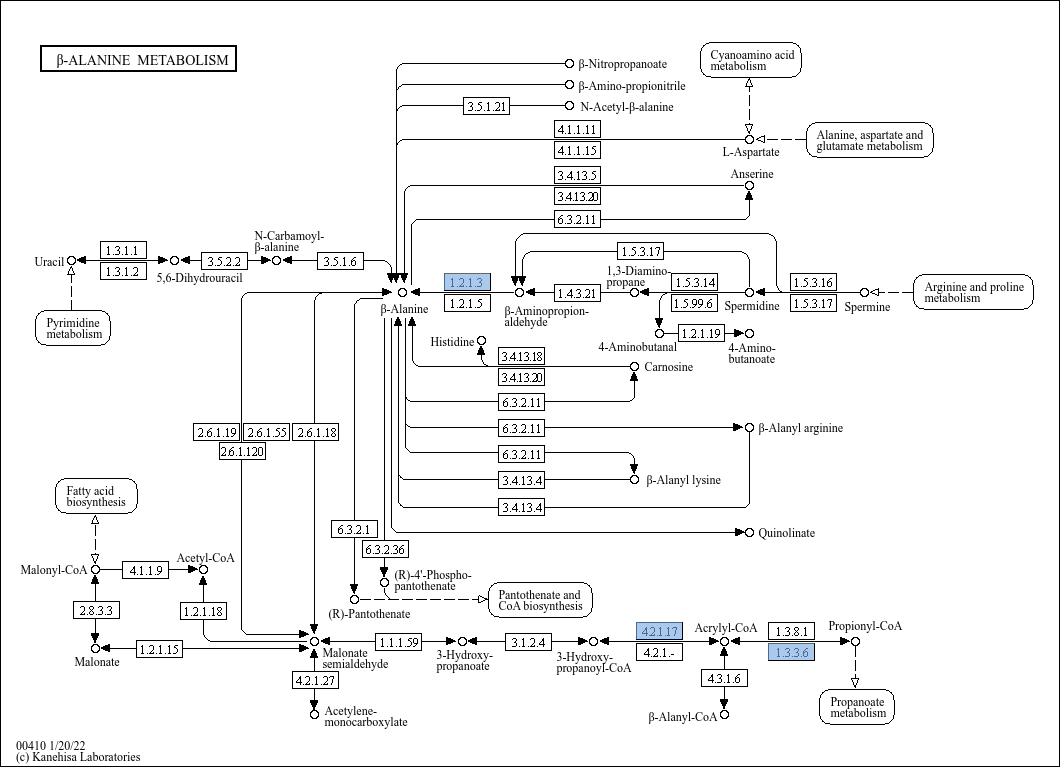 β-ALANINE METABOLISM
β-Nitropropanoate
β-Amino-propionitrile
3.5.1.21
N-Acetyl-β-alanine
Cyanoamino acid
metabolism
4.1.1.11
4.1.1.15
L-Aspartate
Alanine, aspartate and
glutamate metabolism
Anserine
3.4.13.5
3.4.13.20
6.3.2.11
Uracil
1.3.1.1
1.3.1.2
5,6-Dihydrouracil
3.5.2.2
N-Carbamoyl-
β-alanine
3.5.1.6
Pyrimidine
metabolism
β-Alanine
1.2.1.3
1.2.1.5
β-Aminopropion-
aldehyde
1.4.3.21
1.5.3.17
1,3-Diamino-
propane
1.5.3.14
1.5.99.6
Spermidine
1.5.3.16
1.5.3.17
Spermine
Arginine and proline
metabolism
4-Aminobutanal
1.2.1.19
4-Amino-
butanoate
Histidine
3.4.13.18
3.4.13.20
Carnosine
6.3.2.11
6.3.2.11
β-Alanyl arginine
6.3.2.11
3.4.13.4
β-Alanyl lysine
3.4.13.4
Quinolinate
2.6.1.19
2.6.1.55
2.6.1.18
2.6.1.120
Fatty acid
biosynthesis
6.3.2.1
6.3.2.36
(R)-4'-Phospho-
pantothenate
(R)-Pantothenate
Pantothenate and
CoA biosynthesis
Malonyl-CoA
4.1.1.9
Acetyl-CoA
2.8.3.3
1.2.1.18
Malonate
1.2.1.15
Malonate
semialdehyde
1.1.1.59
3-Hydroxy-
propanoate
3.1.2.4
3-Hydroxy-
propanoyl-CoA
4.2.1.17
4.2.1.-
Acrylyl-CoA
1.3.8.1
1.3.3.6
Propionyl-CoA
4.2.1.27
Acetylene-
monocarboxylate
4.3.1.6
β-Alanyl-CoA
Propanoate
metabolism
00410 1/20/22
(c) Kanehisa Laboratories